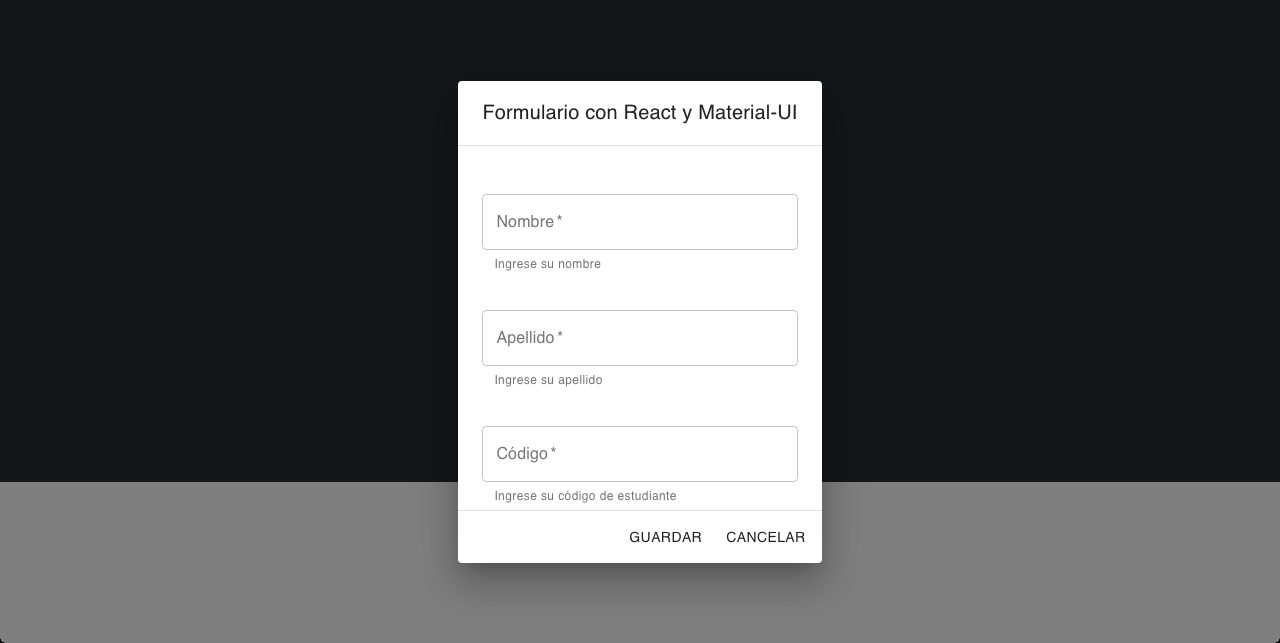 Formulario con React y Material-UI
Nombre *
Ingrese su nombre
Apellido *
Ingrese su apellido
Código *
Ingrese su código de estudiante
GUARDAR CANCELAR